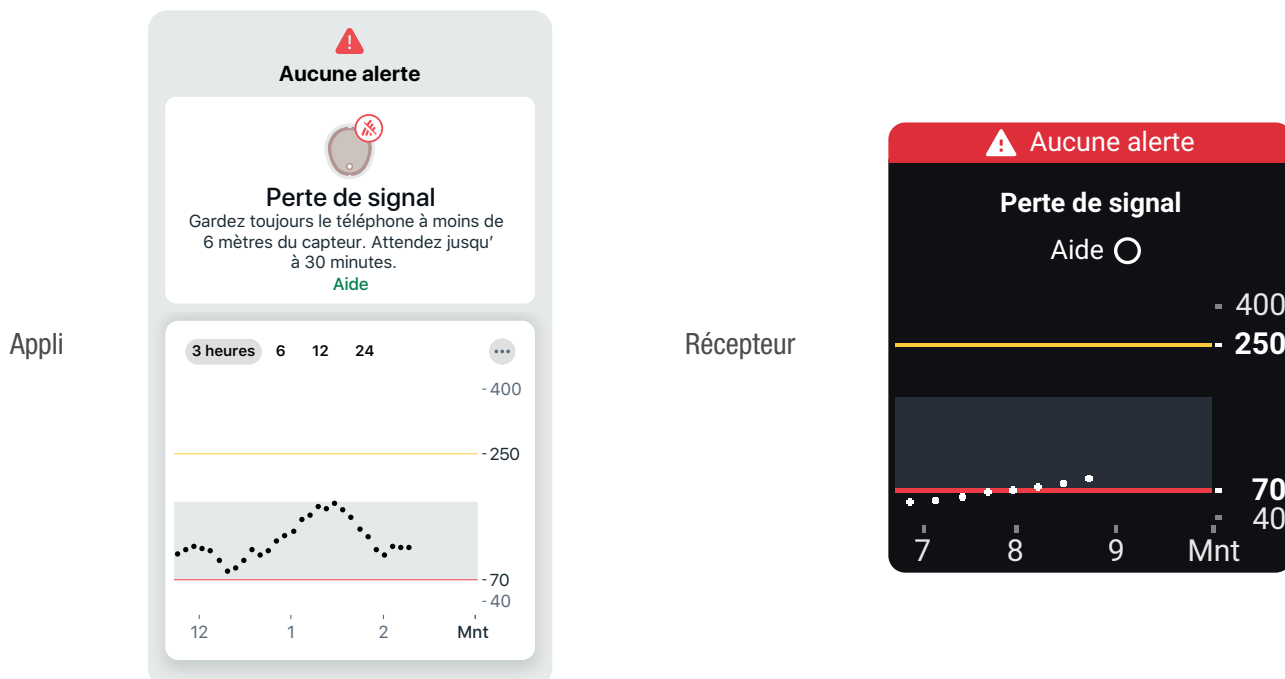 Aucune alerte
Perte de signal
Gardez toujours le téléphone à moins de
6 mètres du capteur. Attendez jusqu’
à 30 minutes.
Aide
Appli
3 heures 6 12 24
400
250
70
40
12 1 2 Mnt
Récepteur
Aucune alerte
Perte de signal
Aide
400
250
70
40
7 8 9 Mnt